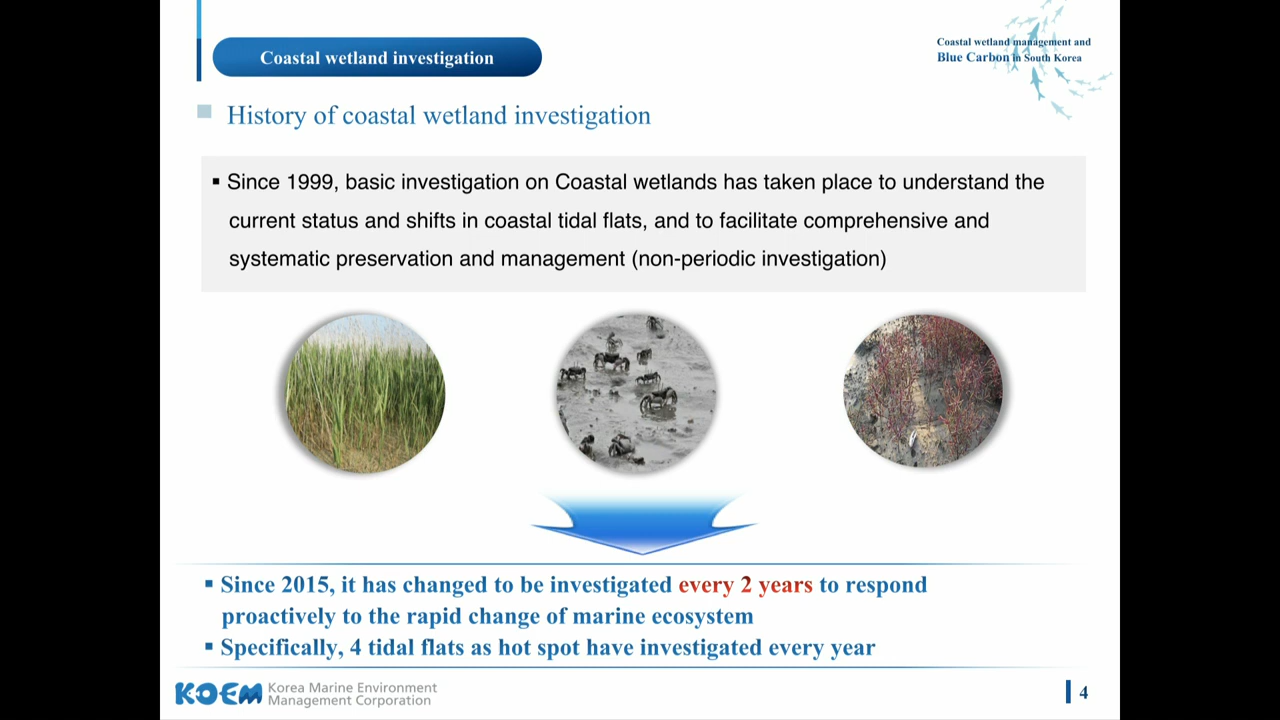 Coastal wetland investigation
Coastal wetland management and
Blue Carbon in South Korea
History of coastal wetland investigation
▪ Since 1999, basic investigation on Coastal wetlands has taken place to understand the
current status and shifts in coastal tidal flats, and to facilitate comprehensive and
systematic preservation and management (non-periodic investigation)
▪ Since 2015, it has changed to be investigated every 2 years to respond
proactively to the rapid change of marine ecosystem
▪ Specifically, 4 tidal flats as hot spot have investigated every year
KOEM Korea Marine Environment
Management Corporation
4